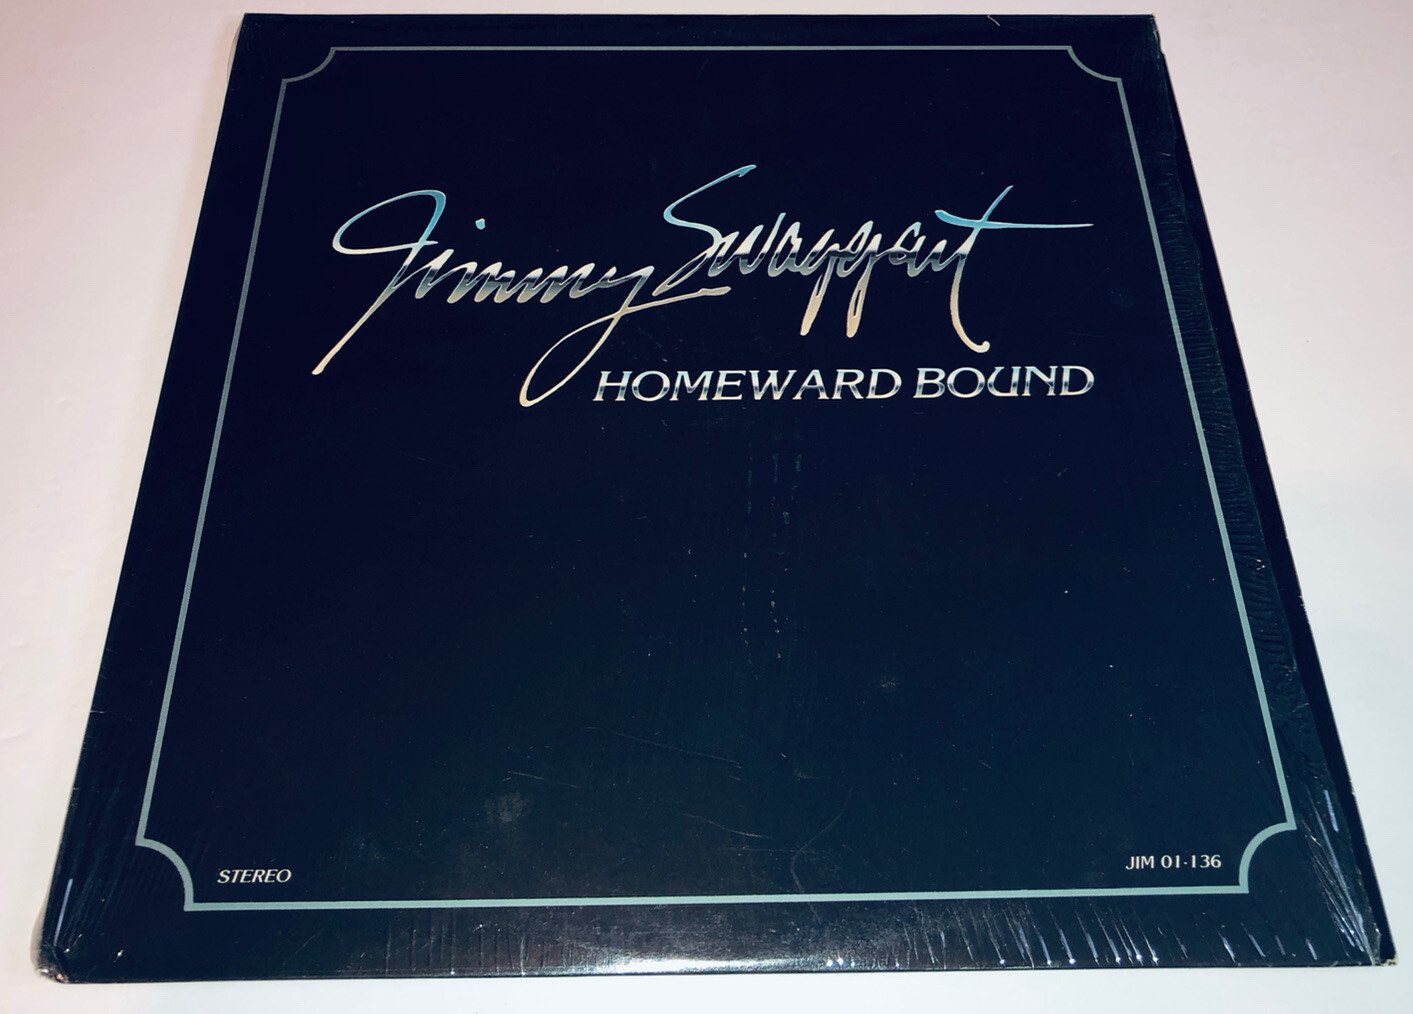 Jimmy Swaggart
HOMEWARD BOUND
STEREO
JIM 01-136